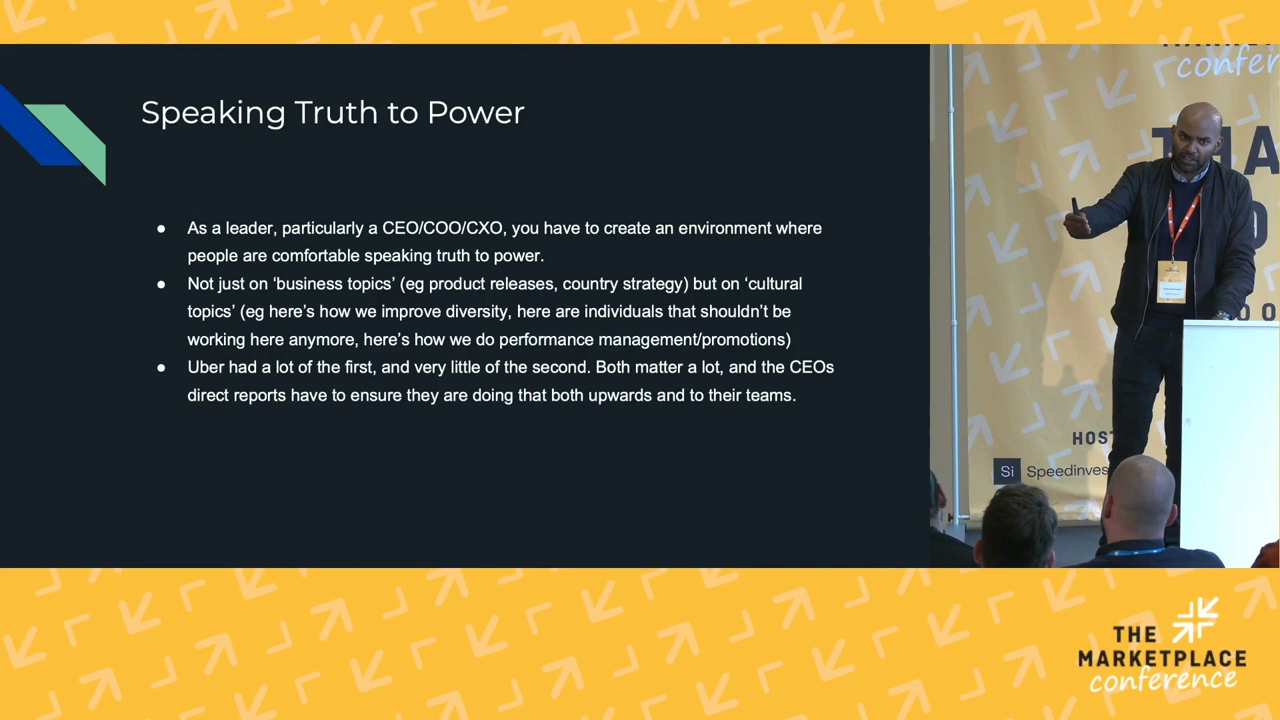 Speaking Truth to Power
● As a leader, particularly a CEO/COO/CXO, you have to create an environment where
people are comfortable speaking truth to power.
● Not just on ‘business topics’ (eg product releases, country strategy) but on ‘cultural
topics’ (eg here’s how we improve diversity, here are individuals that shouldn’t be
working here anymore, here’s how we do performance management/promotions)
● Uber had a lot of the first, and very little of the second. Both matter a lot, and the CEOs
direct reports have to ensure they are doing that both upwards and to their teams.
confer
THA
HOS
Si Speedinves
THE
MARKETPLACE
conference